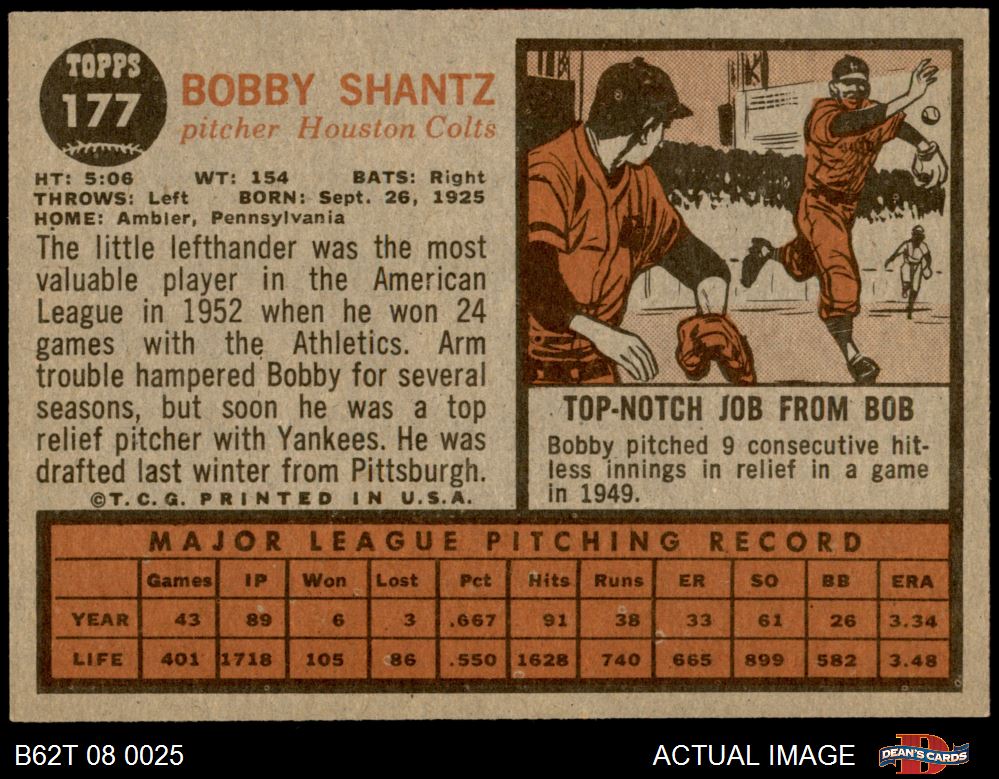 TOPPS
177
BOBBY SHANTZ
pitcher Houston Colts
HT: 5:06 WT: 154 BATS: Right
THROWS: Left BORN: Sept. 26, 1925
HOME: Ambler, Pennsylvania
The little lefthander was the most
valuable player in the American
League in 1952 when he won 24
games with the Athletics. Arm
trouble hampered Bobby for several
seasons, but soon he was a top
relief pitcher with Yankees. He was
drafted last winter from Pittsburgh.
©T.C.G. PRINTED IN U.S.A.
TOP-NOTCH JOB FROM BOB
Bobby pitched 9 consecutive hit-
less innings in relief in a game
in 1949.
MAJOR LEAGUE PITCHING RECORD
Games IP Won Lost Pct Hits Runs ER SO BB ERA
YEAR 43 89 6 3 .667 91 38 33 61 26 3.34
LIFE 401 1718 105 86 .550 1628 740 665 899 582 3.48
B62T 08 0025
ACTUAL IMAGE
DEAN'S CARDS